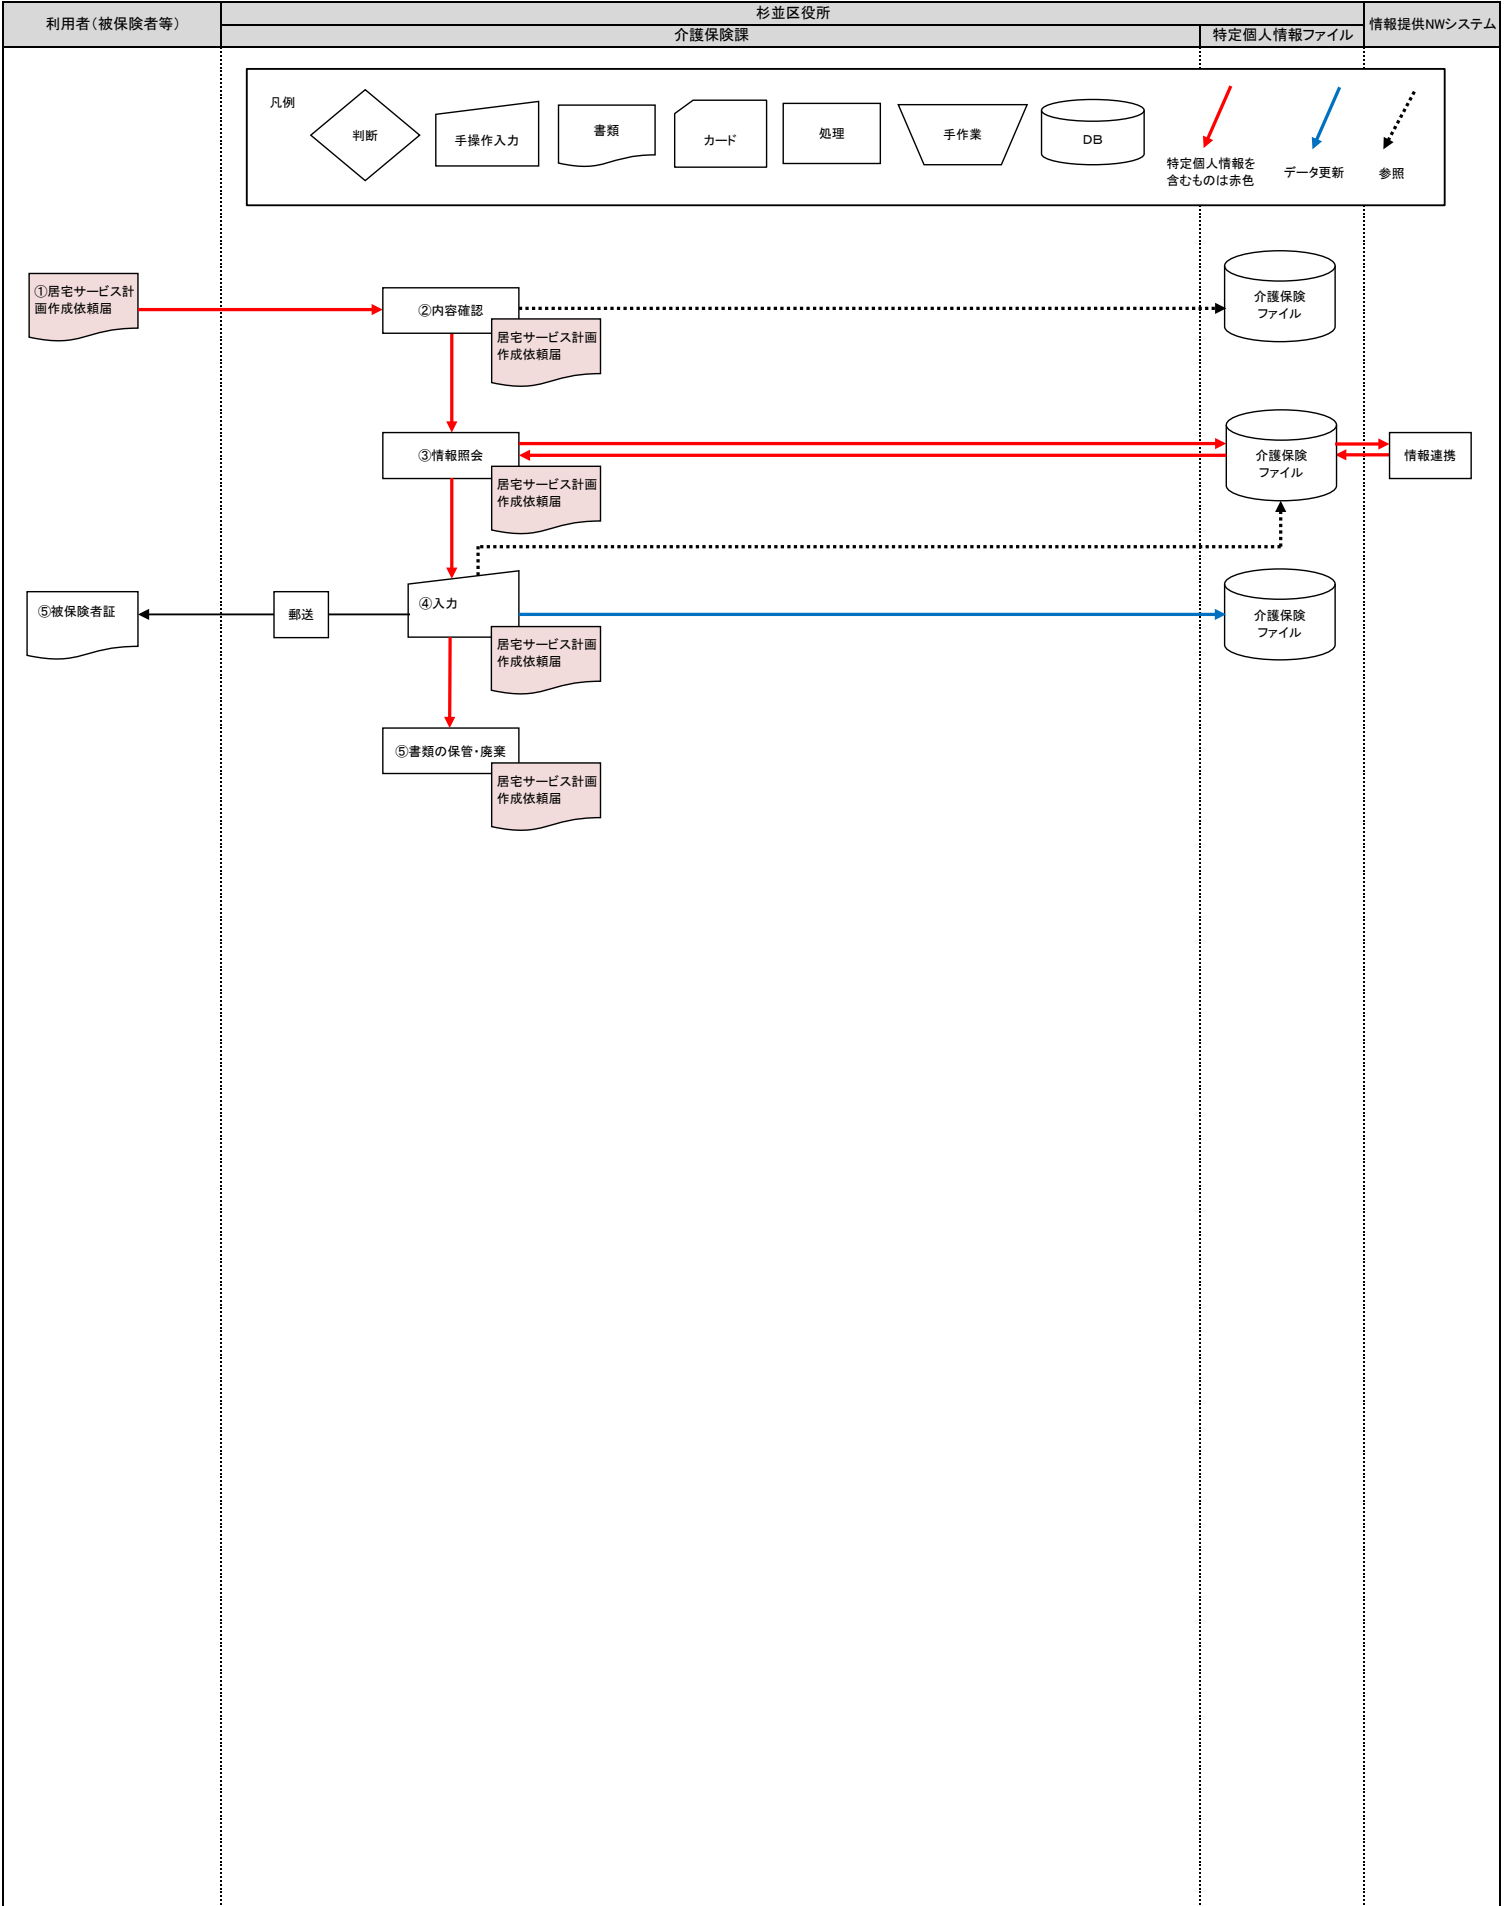 利用者（被保険者等）
杉並区役所
介護保険課
特定個人情報ファイル
情報提供NWシステム
凡例
判断
手操作入力
書類
カード
処理
手作業
DB
特定個人情報を
含むものは赤色
データ更新
参照
①居宅サービス計
画作成依頼届
②内容確認
居宅サービス計画
作成依頼届
介護保険
ファイル
③情報照会
居宅サービス計画
作成依頼届
介護保険
ファイル
情報連携
⑤被保険者証
郵送
④入力
居宅サービス計画
作成依頼届
介護保険
ファイル
⑤書類の保管・廃棄
居宅サービス計画
作成依頼届